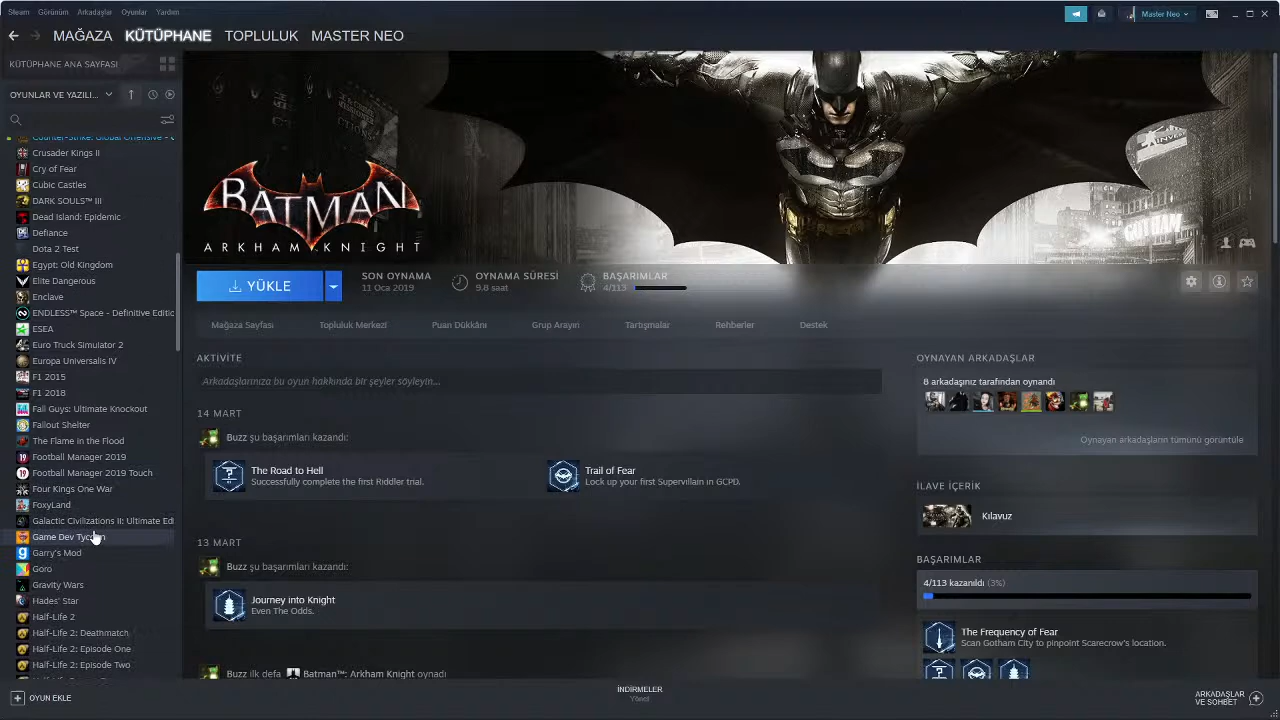 Steam Görünüm Arkadaşlar Oyunlar Yardım
Master Neo
MAĞAZA KÜTÜPHANE TOPLULUK MASTER NEO
KÜTÜPHANE ANA SAYFASI
OYUNLAR VE YAZILI...
Counter-Strike: Global Offensive
Crusader Kings II
Cry of Fear
Cubic Castles
DARK SOULS™ III
Dead Island: Epidemic
Defiance
Dota 2 Test
Egypt: Old Kingdom
Elite Dangerous
Enclave
ENDLESS™ Space - Definitive Editic
ESEA
Euro Truck Simulator 2
Europa Universalis IV
F1 2015
F1 2018
Fall Guys: Ultimate Knockout
Fallout Shelter
The Flame in the Flood
Football Manager 2019
Football Manager 2019 Touch
Four Kings One War
FoxyLand
Galactic Civilizations II: Ultimate Edi
Game Dev Tycoon
Garry's Mod
Goro
Gravity Wars
Hades' Star
Half-Life 2
Half-Life 2: Deathmatch
Half-Life 2: Episode One
Half-Life 2: Episode Two
OYUN EKLE
BATMAN
ARKHAM KNIGHT
GOTHAM
YÜKLE
SON OYNAMA
11 Oca 2019
OYNAMA SÜRESİ
9.8 saat
BAŞARIMLAR
4/113
Mağaza Sayfası Topluluk Merkezi Puan Dükkânı Grup Arayın Tartışmalar Rehberler Destek
AKTİVİTE
Arkadaşlarınıza bu oyun hakkında bir şeyler söyleyin...
14 MART
Buzz şu başarımları kazandı:
The Road to Hell
Successfully complete the first Riddler trial.
Trail of Fear
Lock up your first Supervillain in GCPD.
13 MART
Buzz şu başarımları kazandı:
Journey into Knight
Even The Odds.
Buzz ilk defa Batman™: Arkham Knight oynadı
OYNAYAN ARKADAŞLAR
8 arkadaşınız tarafından oynandı
Oynayan arkadaşların tümünü görüntüle
İLAVE İÇERİK
Kılavuz
BAŞARIMLAR
4/113 kazanıldı (3%)
The Frequency of Fear
Scan Gotham City to pinpoint Scarecrow's location.
İNDİRMELER
Yönet
ARKADAŞLAR
VE SOHBET